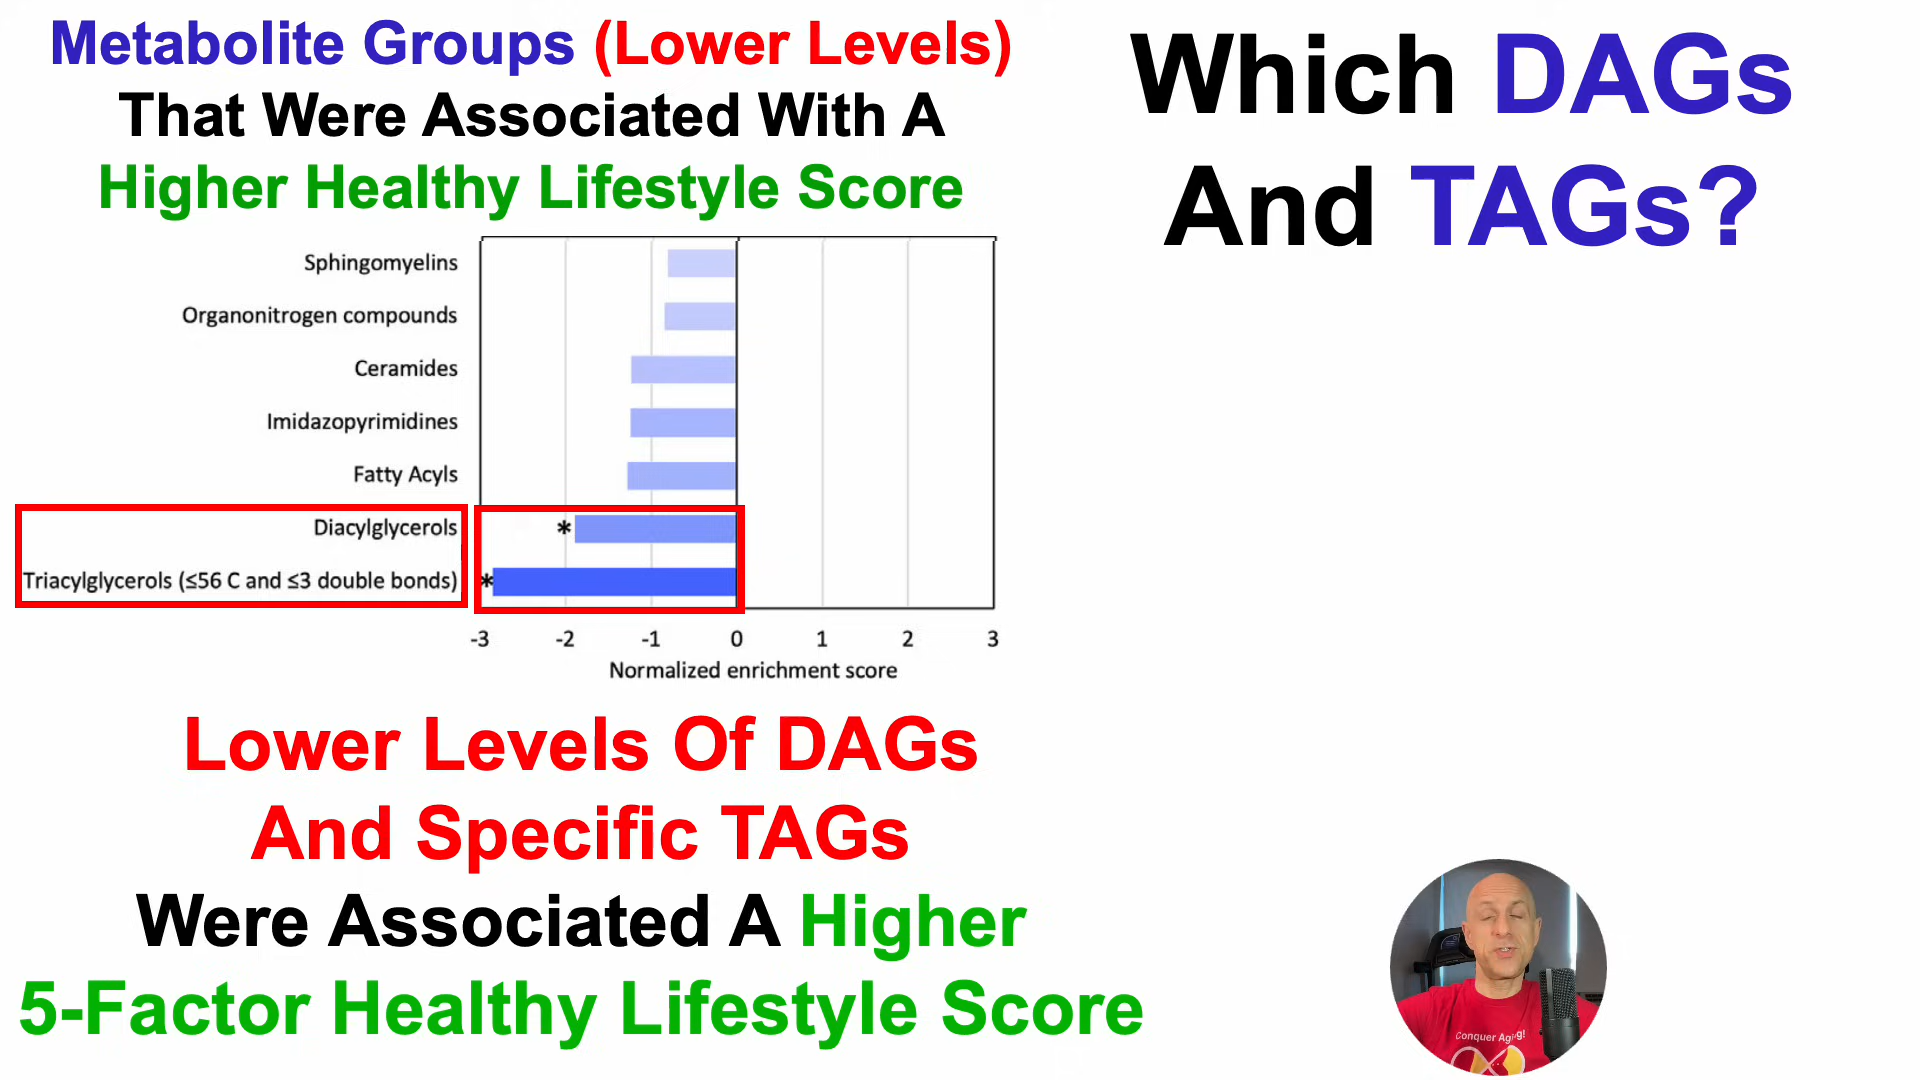 Metabolite Groups (Lower Levels)
That Were Associated With A
Higher Healthy Lifestyle Score
Sphingomyelins
Organonitrogen compounds
Ceramides
Imidazopyrimidines
Fatty Acyls
Diacylglycerols
*
Triacylglycerols (≤56 C and ≤3 double bonds)
*
-3 -2 -1 0 1 2 3
Normalized enrichment score
Lower Levels Of DAGs
And Specific TAGs
Were Associated A Higher
5-Factor Healthy Lifestyle Score
Which DAGs
And TAGs?
Conquer Aging!